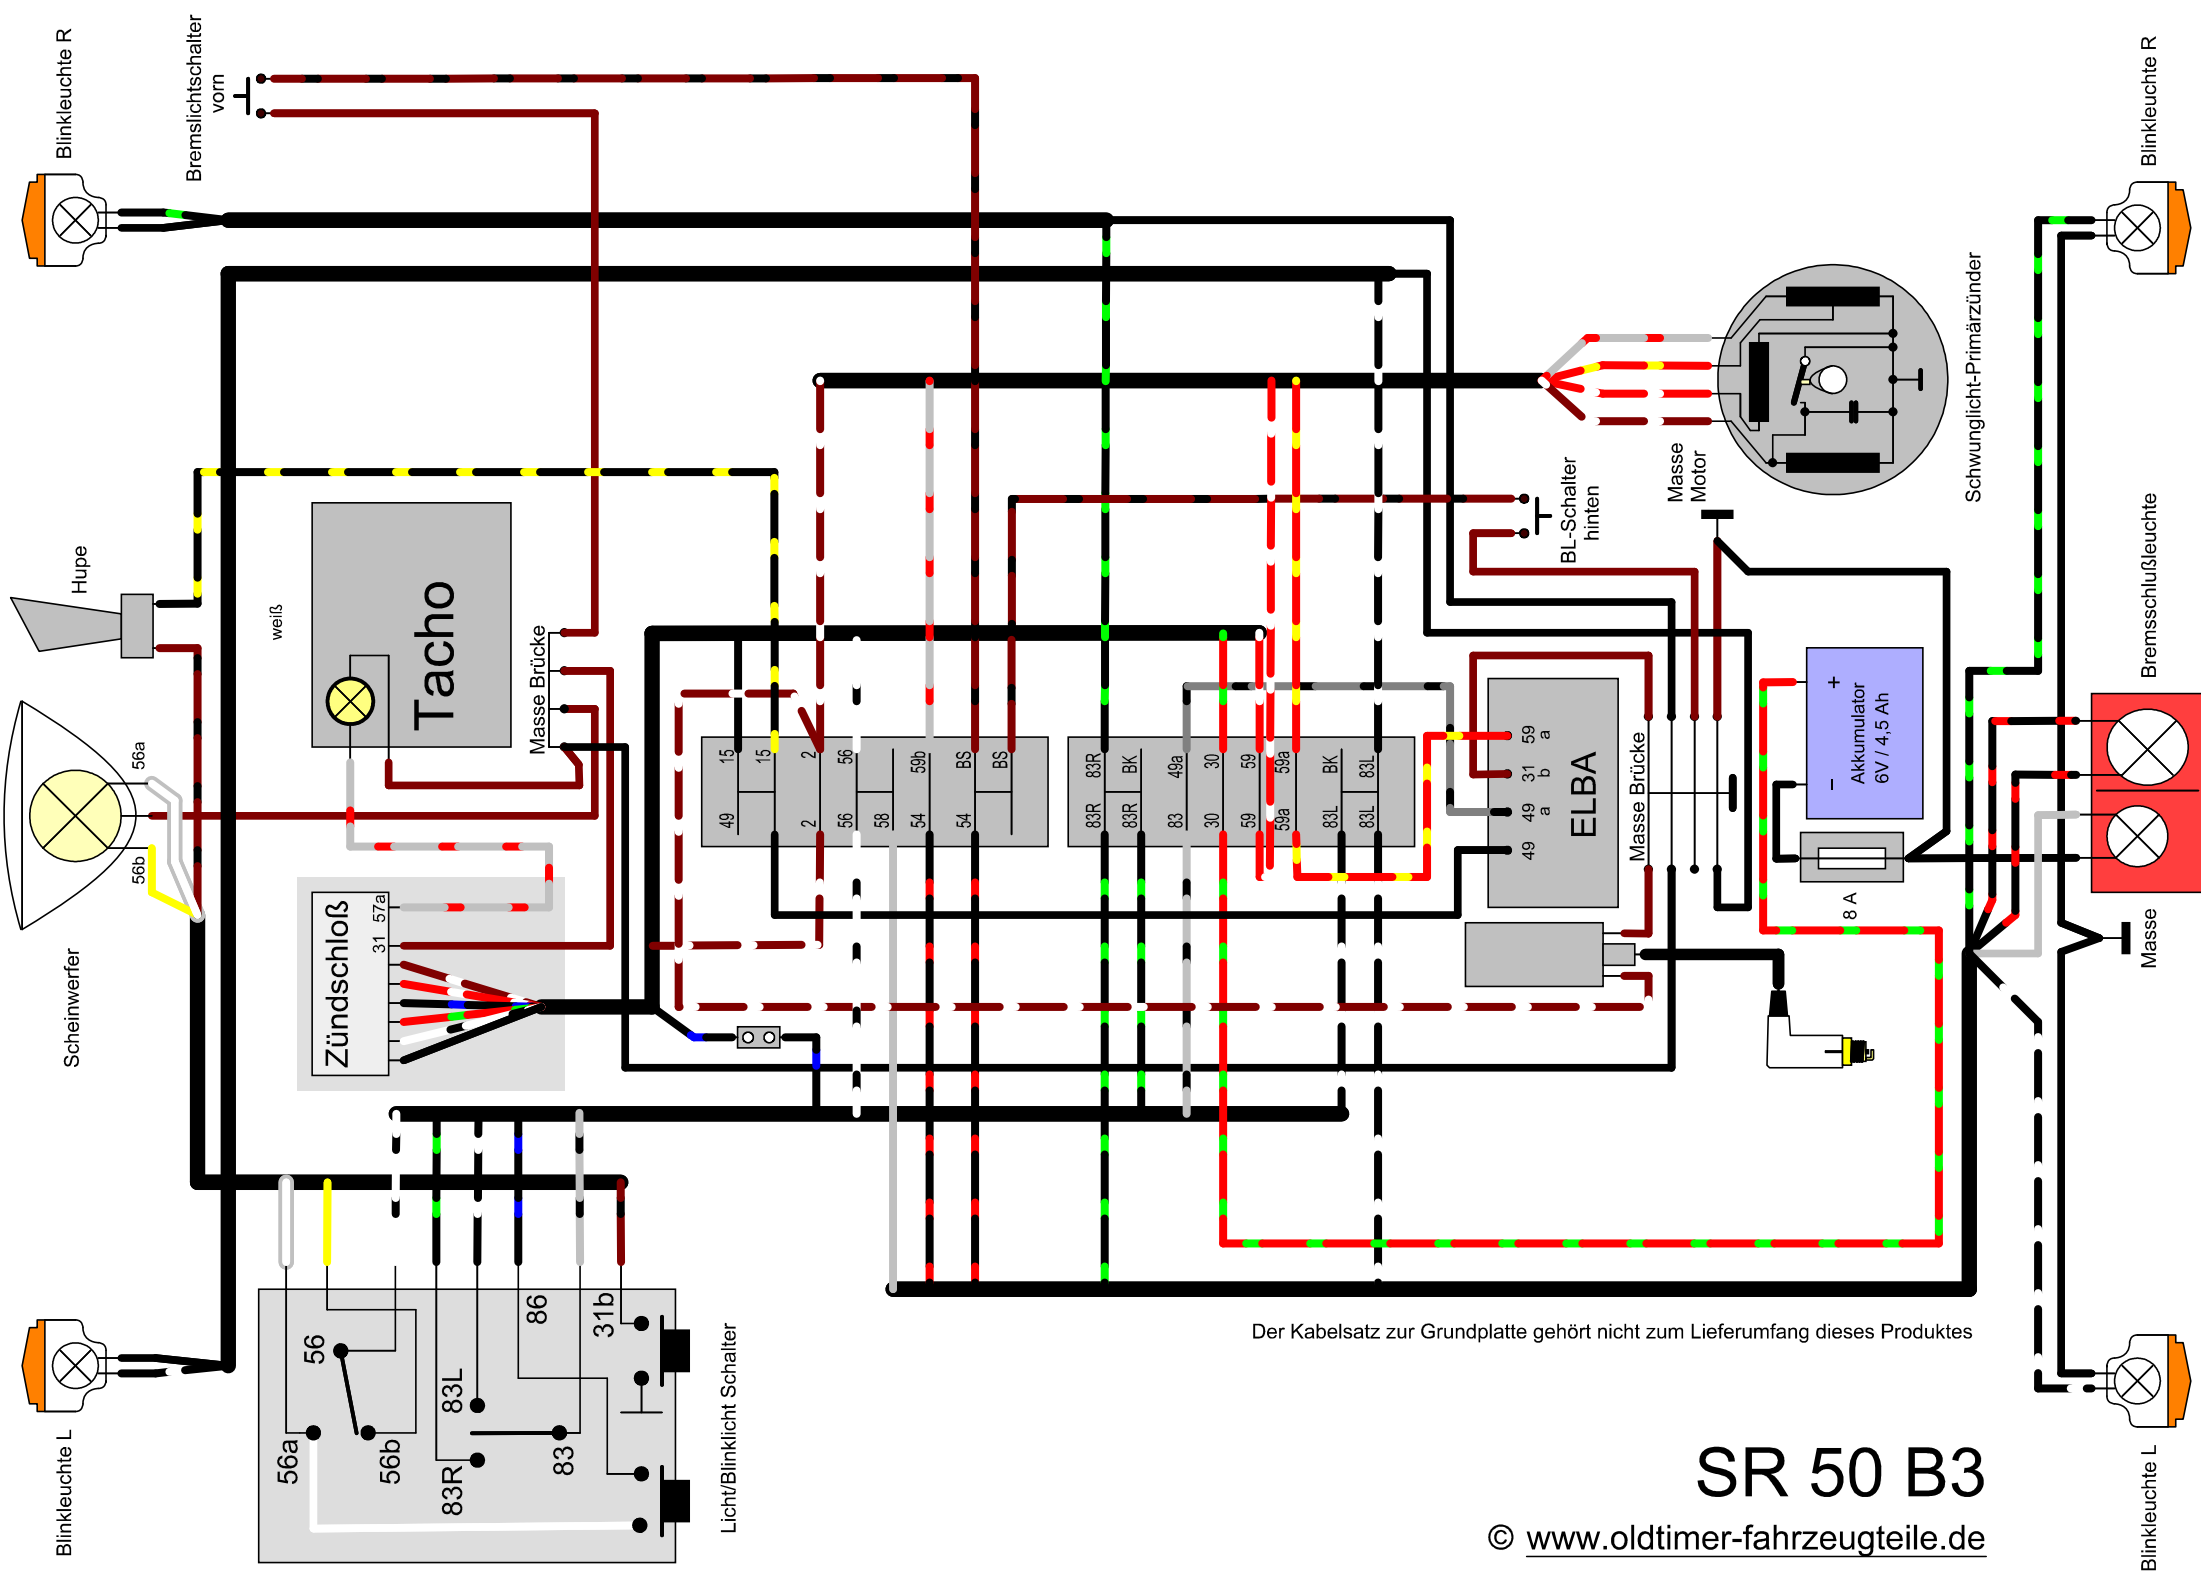 Blinkleuchte R
Bremslichtschalter
vorn
Hupe
weiß
Tacho
Masse Brücke
56a
56b
Scheinwerfer
Zündschloß
31
57a
Blinkleuchte L
56a
56
56b
83R
83L
86
83
31b
Licht/Blinklicht Schalter
49
15
15
2
2
56
56
58
54
59b
54
BS
BS
83R
83R
83R
BK
83
49a
30
30
59
59
59a
59a
83L
BK
83L
83L
BL-Schalter
hinten
Masse
Motor
Schwunglicht-Primärzünder
ELBA
49
49
a
31
b
59
a
Masse Brücke
Akkumulator
6V / 4,5 Ah
+
−
8 A
Blinkleuchte R
Bremsschlußleuchte
Masse
Blinkleuchte L
Der Kabelsatz zur Grundplatte gehört nicht zum Lieferumfang dieses Produktes
SR 50 B3
© www.oldtimer-fahrzeugteile.de